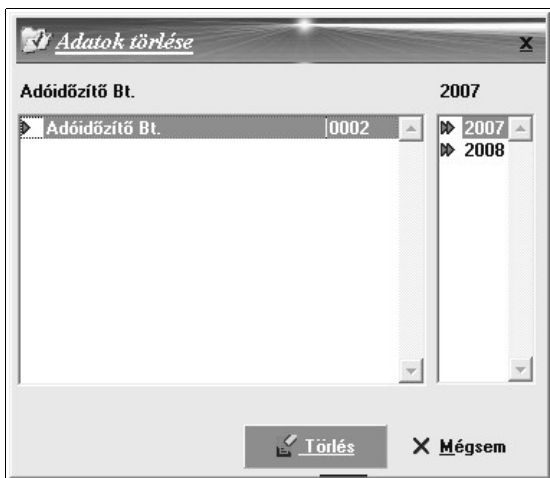 Adatok törlése x
Adóidőzítő Bt. 2007
Adóidőzítő Bt. 0002 2007
2008
Törlés Mégsem